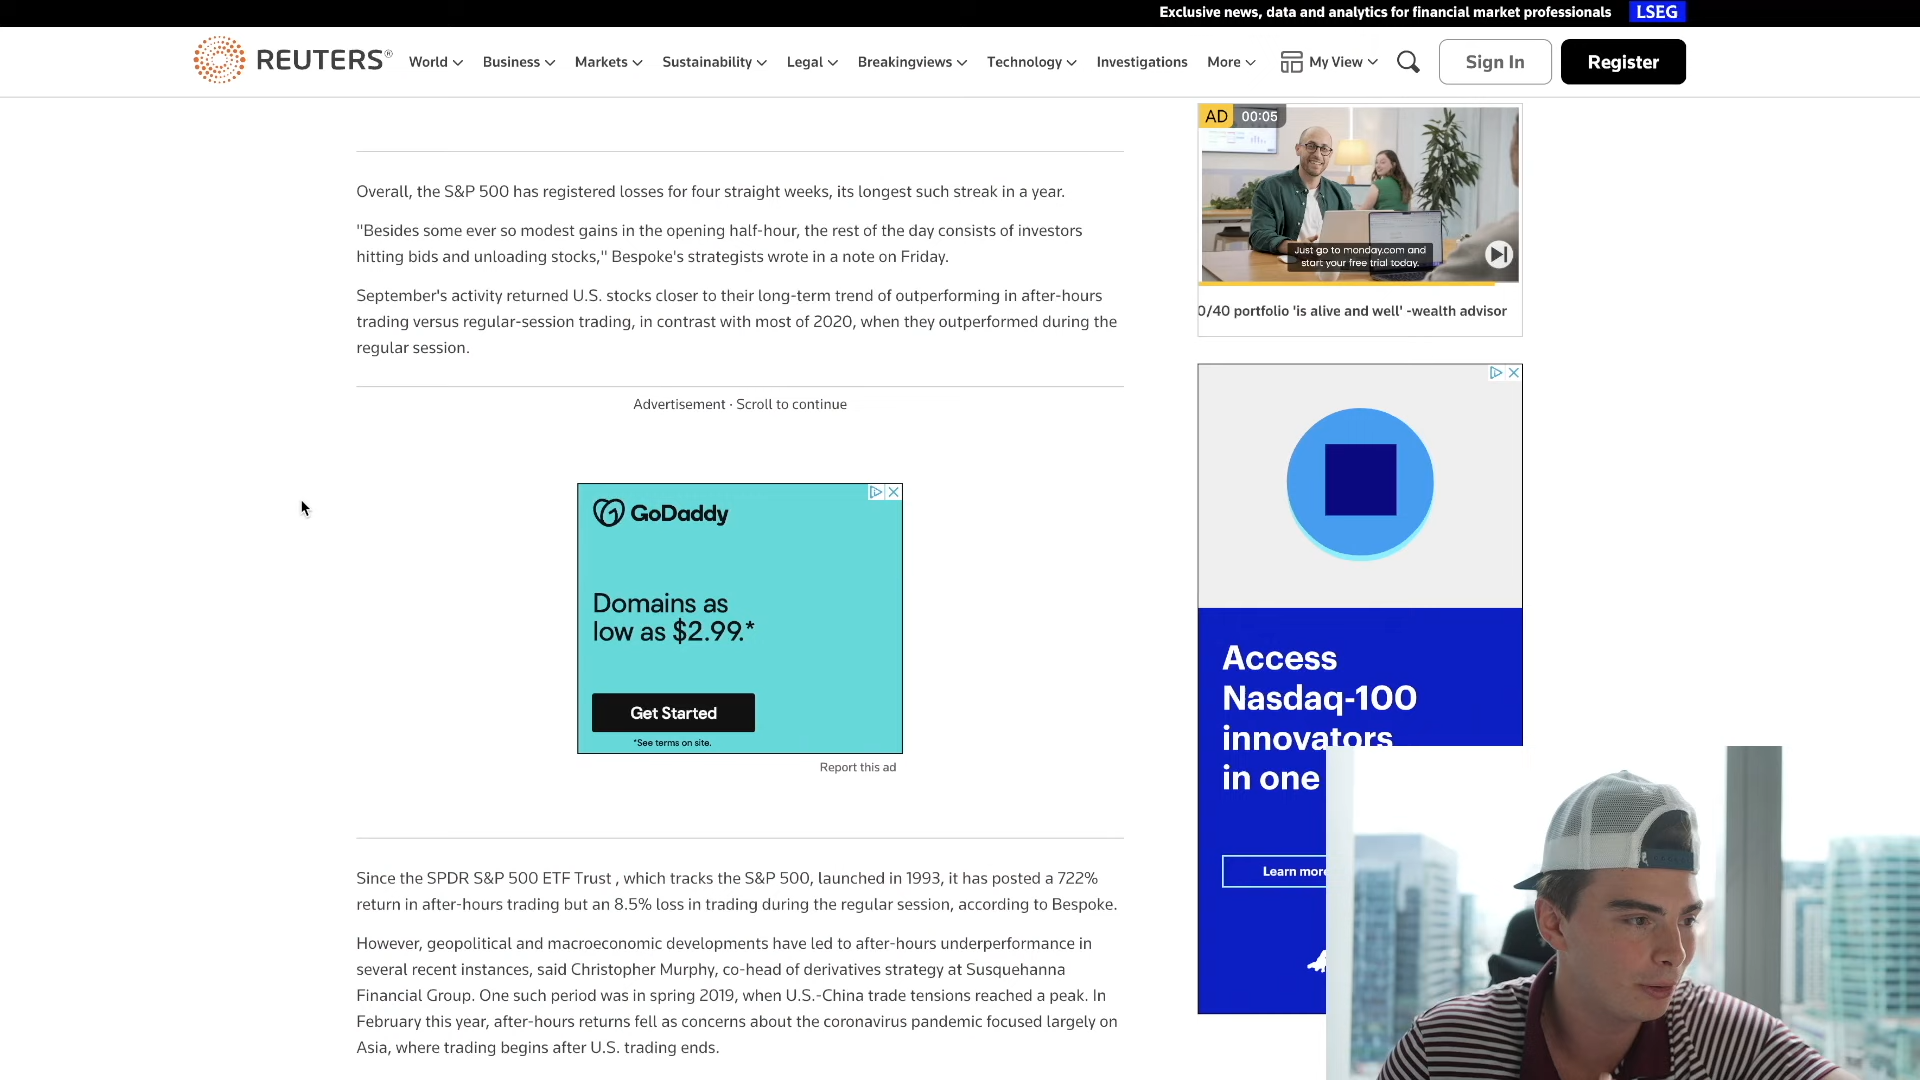 Exclusive news, data and analytics for financial market professionals LSEG
REUTERS® World Business Markets Sustainability Legal Breakingviews Technology Investigations More My View Sign In Register
AD 00:05
Just go to monday.com and
start your free trial today.
0/40 portfolio 'is alive and well' -wealth advisor
Overall, the S&P 500 has registered losses for four straight weeks, its longest such streak in a year.
"Besides some ever so modest gains in the opening half-hour, the rest of the day consists of investors
hitting bids and unloading stocks," Bespoke's strategists wrote in a note on Friday.
September's activity returned U.S. stocks closer to their long-term trend of outperforming in after-hours
trading versus regular-session trading, in contrast with most of 2020, when they outperformed during the
regular session.
Advertisement · Scroll to continue
GoDaddy
Domains as
low as $2.99.*
Get Started
*See terms on site.
Report this ad
Access
Nasdaq-100
innovators
in one
Learn more
Since the SPDR S&P 500 ETF Trust , which tracks the S&P 500, launched in 1993, it has posted a 722%
return in after-hours trading but an 8.5% loss in trading during the regular session, according to Bespoke.
However, geopolitical and macroeconomic developments have led to after-hours underperformance in
several recent instances, said Christopher Murphy, co-head of derivatives strategy at Susquehanna
Financial Group. One such period was in spring 2019, when U.S.-China trade tensions reached a peak. In
February this year, after-hours returns fell as concerns about the coronavirus pandemic focused largely on
Asia, where trading begins after U.S. trading ends.